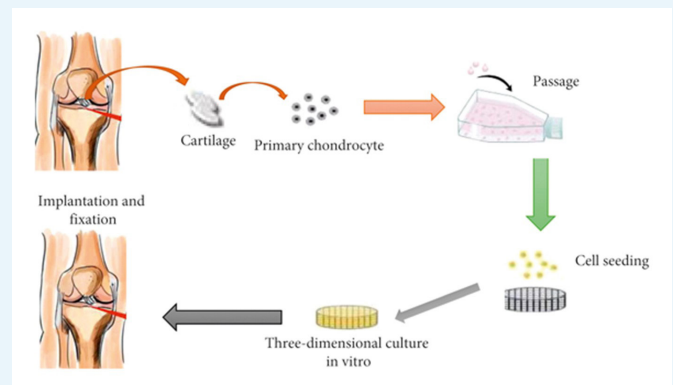 Passage
Cartilage
Primary chondrocyte
Implantation and
fixation
Cell seeding
Three-dimensional culture
in vitro